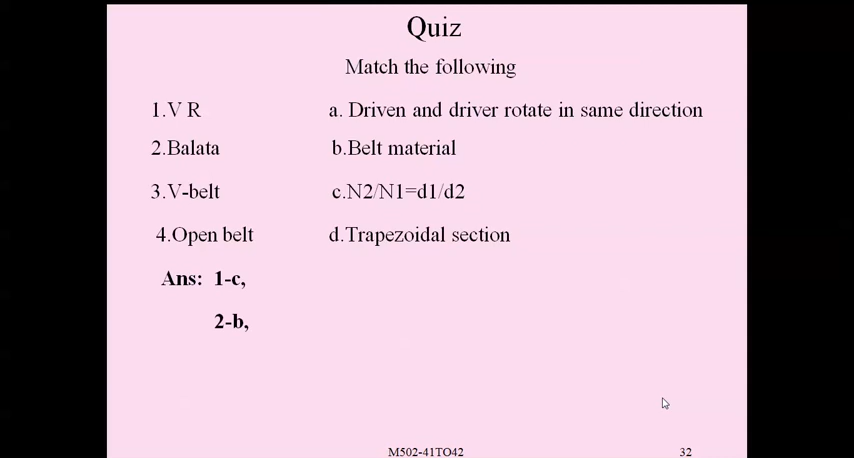 Quiz
Match the following
1.V R a. Driven and driver rotate in same direction
2.Balata b.Belt material
3.V-belt c.N2/N1=d1/d2
4.Open belt d.Trapezoidal section
Ans: 1-c,
2-b,
M502-41TO42 32